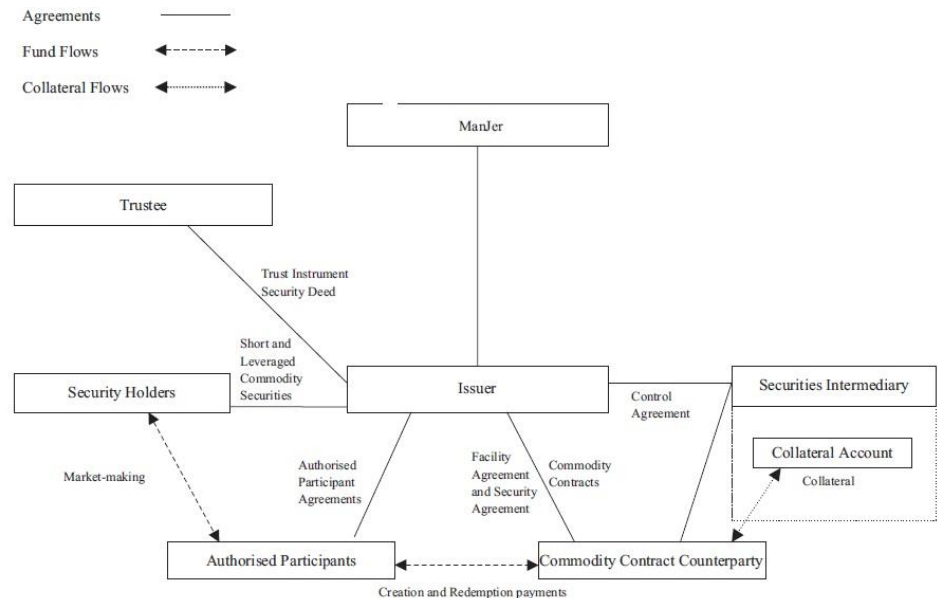 Agreements
Fund Flows
Collateral Flows
ManJer
Trustee
Trust Instrument
Security Deed
Short and
Leveraged
Commodity
Securities
Security Holders
Issuer
Securities Intermediary
Control
Agreement
Collateral Account
Collateral
Market-making
Authorised
Participant
Agreements
Facility
Agreement
and Security
Agreement
Commodity
Contracts
Authorised Participants
Commodity Contract Counterparty
Creation and Redemption payments